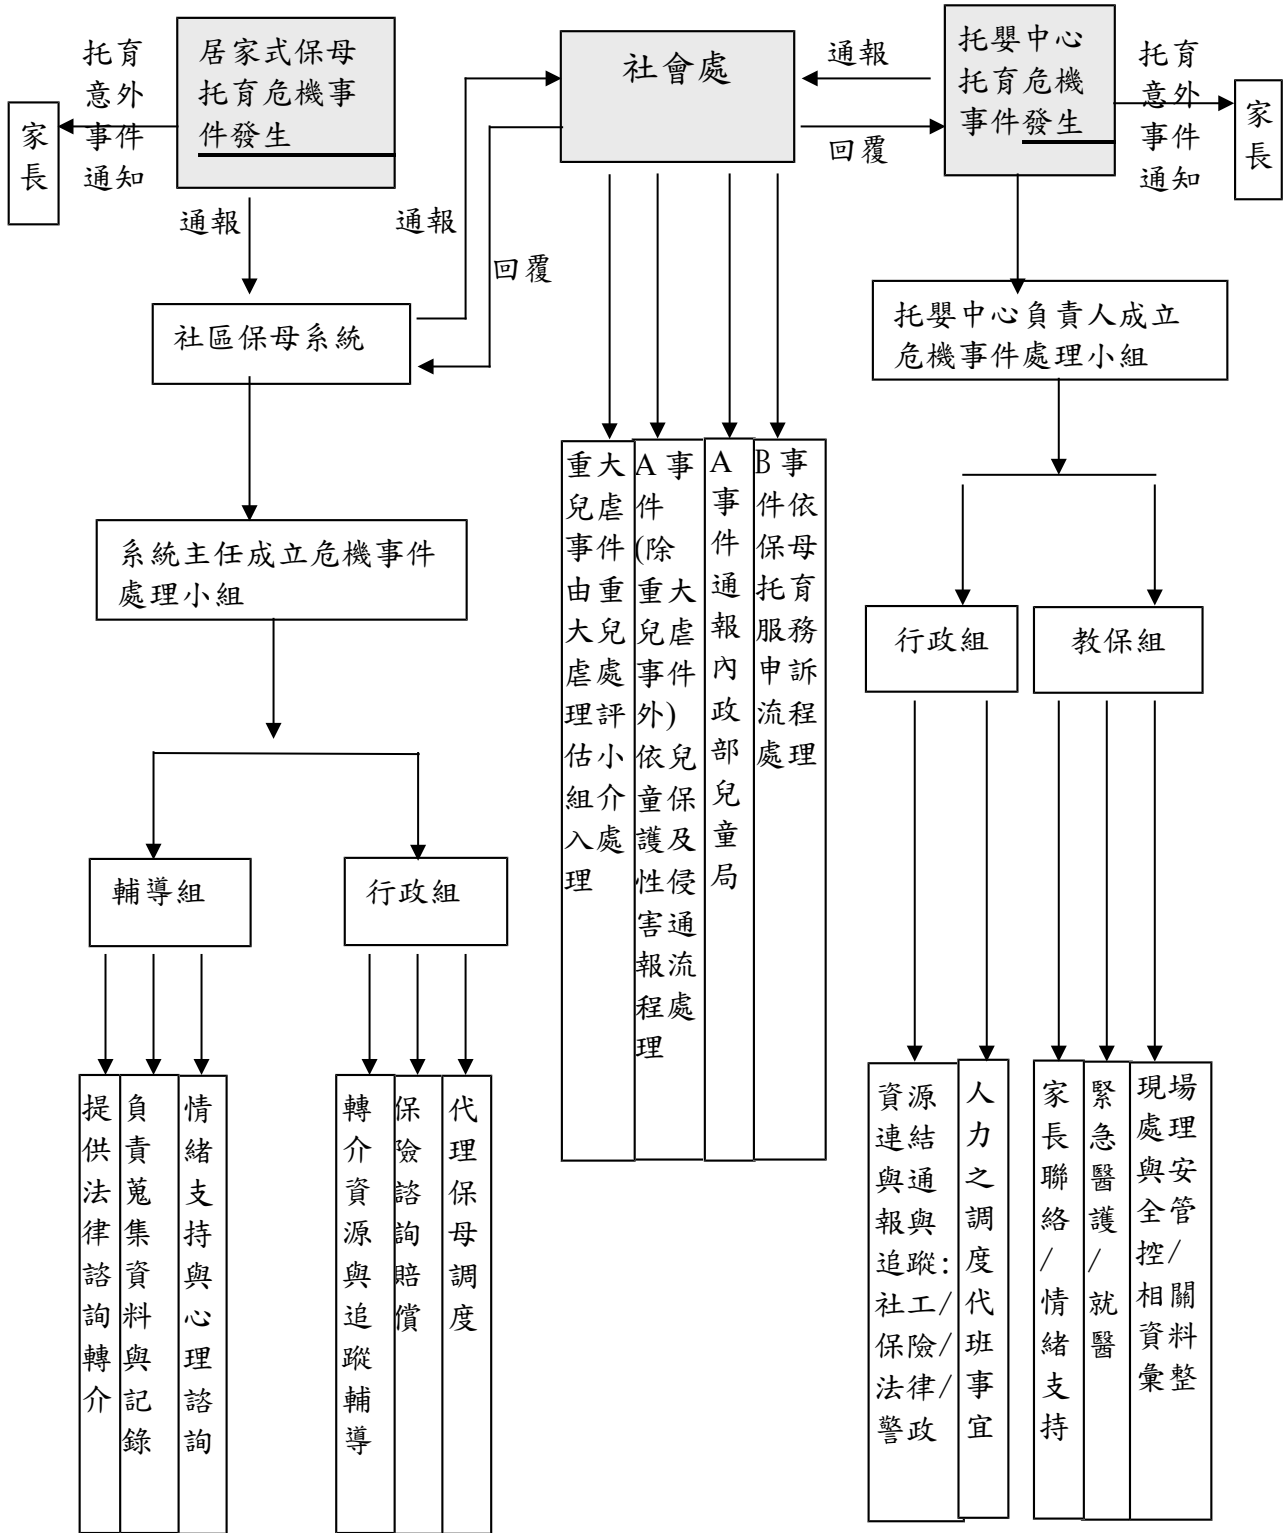 托育
意外
事件
通知
家
長
居家式保母
托育危機事
件發生
社會處
通報
回覆
托嬰中心
托育危機
事件發生
托育
意外
事件
通知
家
長
通報
通報
回覆
社區保母系統
托嬰中心負責人成立
危機事件處理小組
系統主任成立危機事件
處理小組
重大
兒虐
事件
由重
大兒
虐處
理評
估小
組介
入處
理
A 事
件
(除
重大
兒虐
事件
外)
依兒
童保
護及
性侵
害通
報流
程處
理
A
事
件
通
報
內
政
部
兒
童
局
B 事
件依
保母
托育
服務
申訴
流程
處理
行政組
教保組
輔導組
行政組
提
供
法
律
諮
詢
轉
介
負
責
蒐
集
資
料
與
記
錄
情
緒
支
持
與
心
理
諮
詢
轉
介
資
源
與
追
蹤
輔
導
保
險
諮
詢
賠
償
代
理
保
母
調
度
資源
連結
與通
報與
追蹤:
社工/
保險/
法律/
警政
人
力
之
調
度
代
班
事
宜
家
長
聯
絡
/
情
緒
支
持
緊
急
醫
護
/
就
醫
現場
處理
與安
全管
控/
相關
資料
彙整